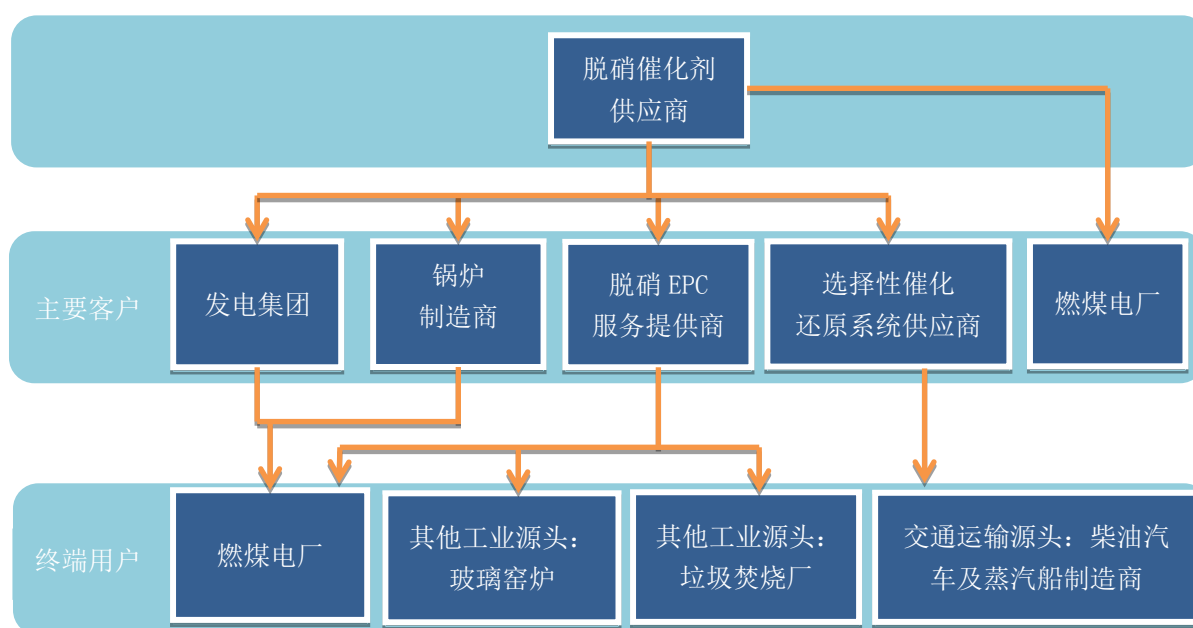 脱硝催化剂
供应商
主要客户
发电集团
锅炉
制造商
脱硝 EPC
服务提供商
选择性催化
还原系统供应商
燃煤电厂
终端用户
燃煤电厂
其他工业源头：
玻璃窑炉
其他工业源头：
垃圾焚烧厂
交通运输源头：柴油汽
车及蒸汽船制造商